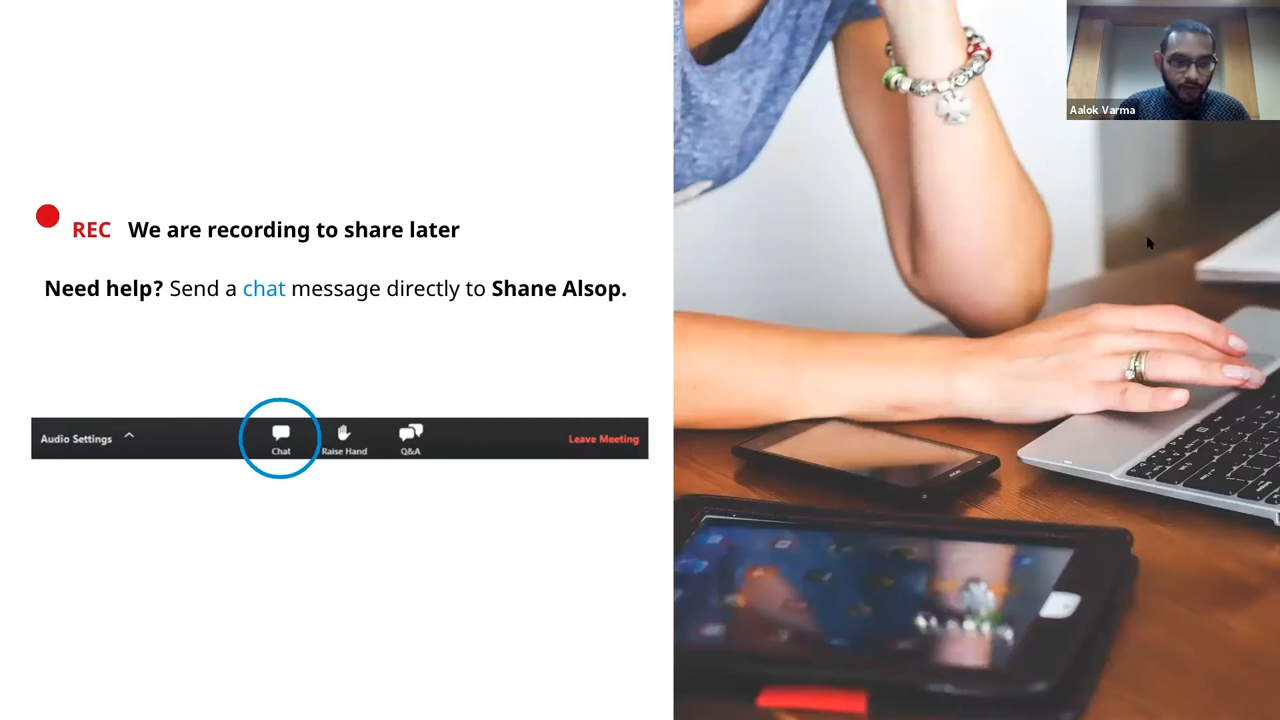 REC We are recording to share later
Need help? Send a chat message directly to Shane Alsop.
Audio Settings
Chat
Raise Hand
Q&A
Leave Meeting
Aalok Varma